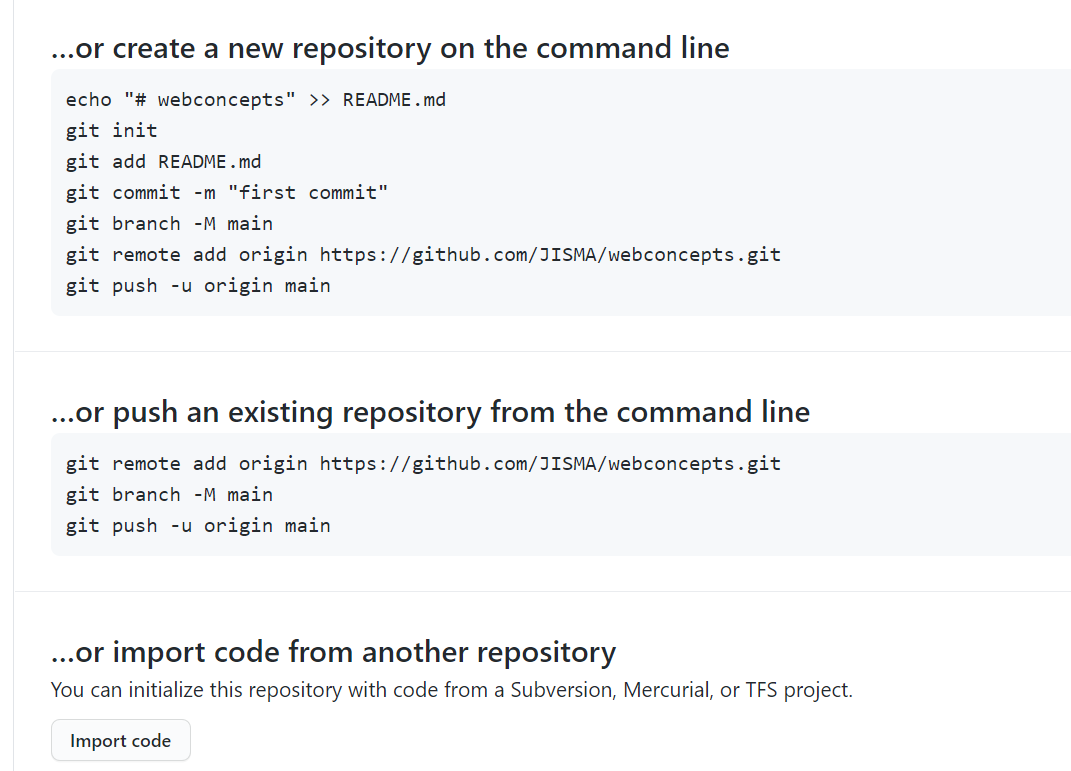 ...or create a new repository on the command line
echo "# webconcepts" >> README.md
git init
git add README.md
git commit -m "first commit"
git branch -M main
git remote add origin https://github.com/JISMA/webconcepts.git
git push -u origin main
...or push an existing repository from the command line
git remote add origin https://github.com/JISMA/webconcepts.git
git branch -M main
git push -u origin main
...or import code from another repository
You can initialize this repository with code from a Subversion, Mercurial, or TFS project.
Import code